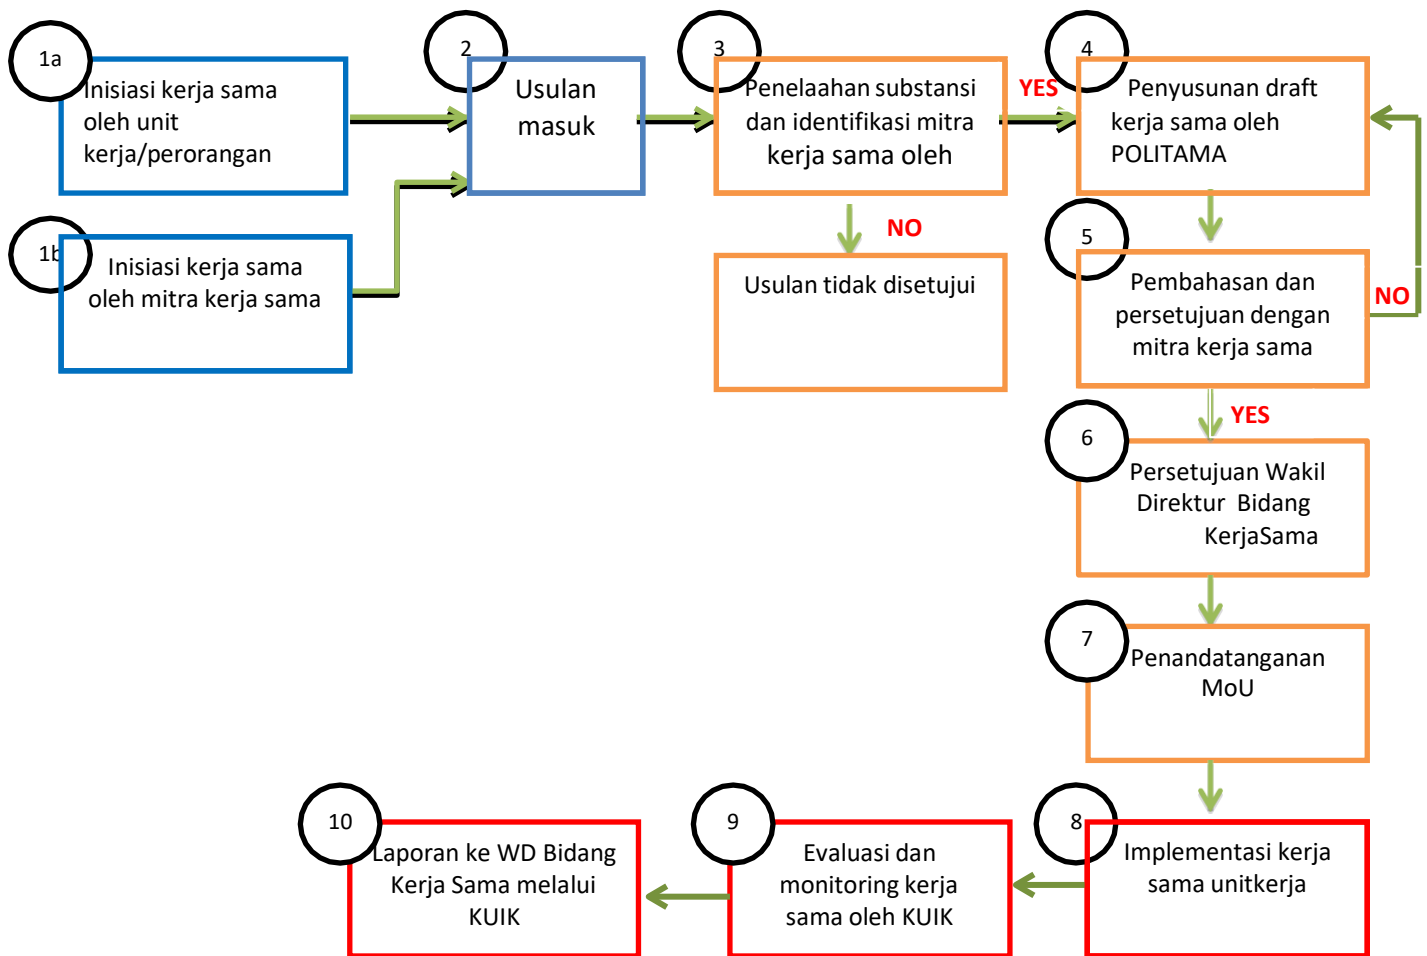 1a
Inisiasi kerja sama
oleh unit
kerja/perorangan
2
Usulan
masuk
3
Penelaahan substansi
dan identifikasi mitra
kerja sama oleh
YES
4
Penyusunan draft
kerja sama oleh
POLITAMA
1b
Inisiasi kerja sama
oleh mitra kerja sama
NO
Usulan tidak disetujui
5
Pembahasan dan
persetujuan dengan
mitra kerja sama
NO
YES
6
Persetujuan Wakil
Direktur Bidang
KerjaSama
7
Penandatanganan
MoU
8
Implementasi kerja
sama unitkerja
9
Evaluasi dan
monitoring kerja
sama oleh KUIK
10
Laporan ke WD Bidang
Kerja Sama melalui
KUIK